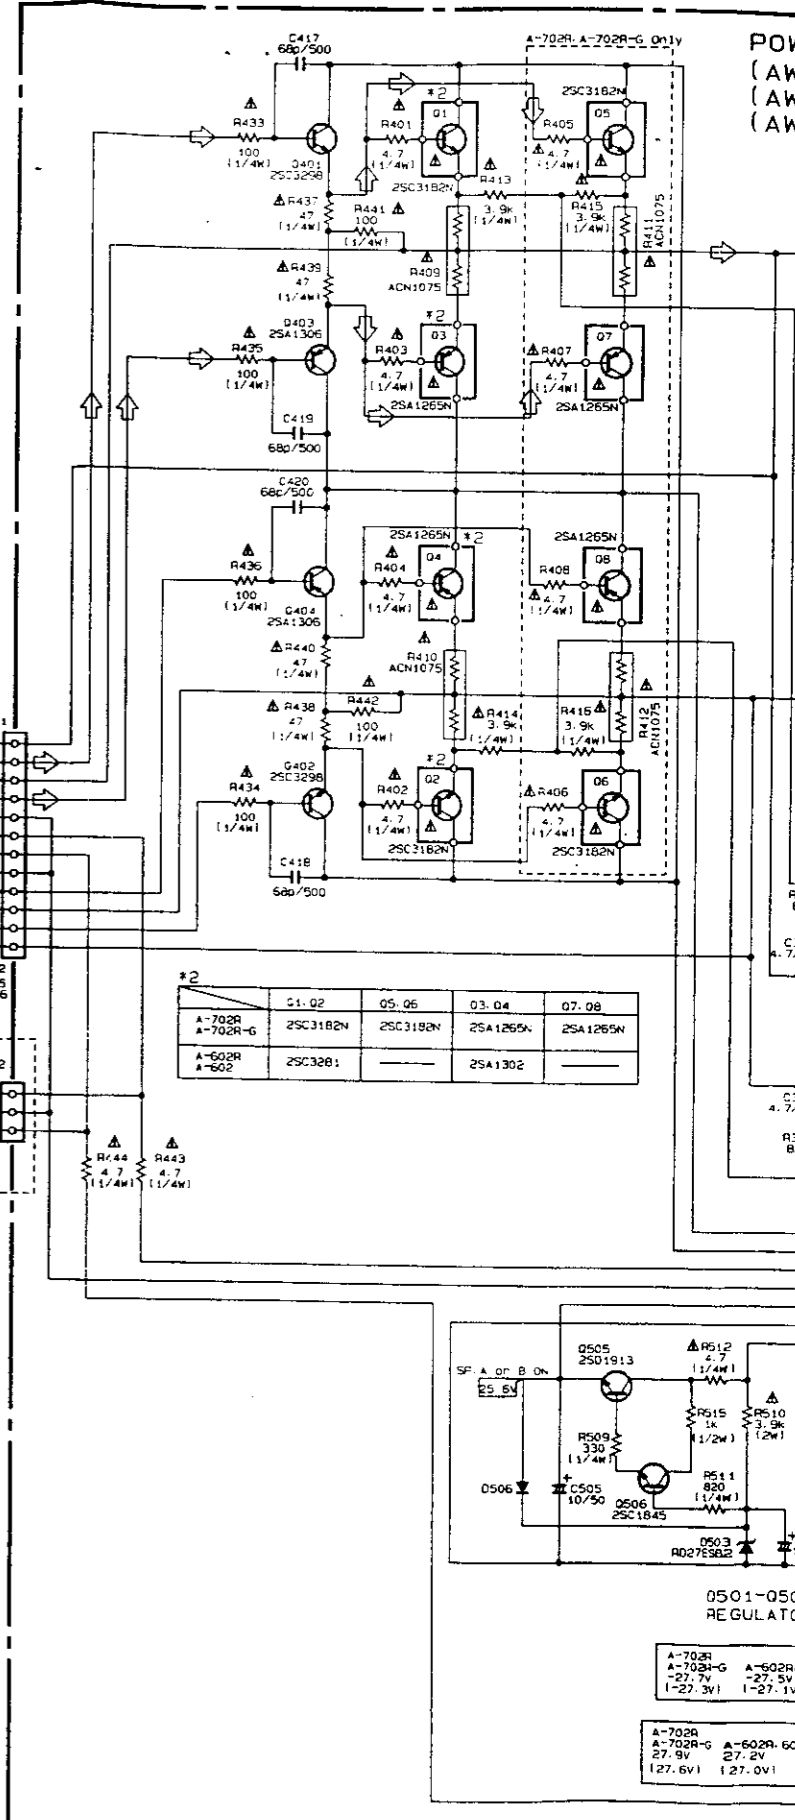 C417
68p/500
A-702R, A-702R-G Only
POW
(AW
(AW
(AW
*2
2SC3182N
R433
100
(1/4W)
Q401
2SC3298
R401
4.7
(1/4W)
Q1
2SC3182N
R405
4.7
(1/4W)
Q5
R437
47
(1/4W)
R441
100
(1/4W)
R413
3.9k
(1/4W)
R415
3.9k
(1/4W)
R411
ACN1075
R439
47
(1/4W)
R409
ACN1075
Q403
2SA1306
R435
100
(1/4W)
*2
R403
4.7
(1/4W)
Q3
2SA1265N
R407
4.7
(1/4W)
Q7
2SA1265N
C419
68p/500
C420
68p/500
2SA1265N
*2
2SA1265N
R436
100
(1/4W)
Q404
2SA1306
R404
4.7
(1/4W)
Q4
R408
4.7
(1/4W)
Q8
R440
47
(1/4W)
R410
ACN1075
R438
47
(1/4W)
R442
100
(1/4W)
R414
3.9k
(1/4W)
R416
3.9k
(1/4W)
R412
ACN1075
1
Q402
2SC3298
R434
100
(1/4W)
*2
R402
4.7
(1/4W)
Q2
2SC3182N
R406
4.7
(1/4W)
Q6
2SC3182N
C418
68p/500
2
5
6
*2
Q1, Q2 Q5, Q6 Q3, Q4 Q7, Q8
A-702R
A-702R-G
2SC3182N 2SC3182N 2SA1265N 2SA1265N
A-602R
A-602
2SC3281 2SA1302
2
R444
4.7
(1/4W)
R443
4.7
(1/4W)
SP. A or B ON
25.6V
Q505
2SD1913
R512
4.7
(1/4W)
R515
1k
(1/2W)
R510
3.9k
(2W)
R509
330
(1/4W)
D506
C505
10/50
Q506
2SC1845
R511
820
(1/4W)
D503
RD27ESB2
Q501-Q50
REGULATO
A-702R
A-702R-G A-602R
-27.7V -27.5V
(-27.3V) (-27.1V
A-702R
A-702R-G A-602R, 60
27.9V 27.2V
(27.6V) (27.0V)